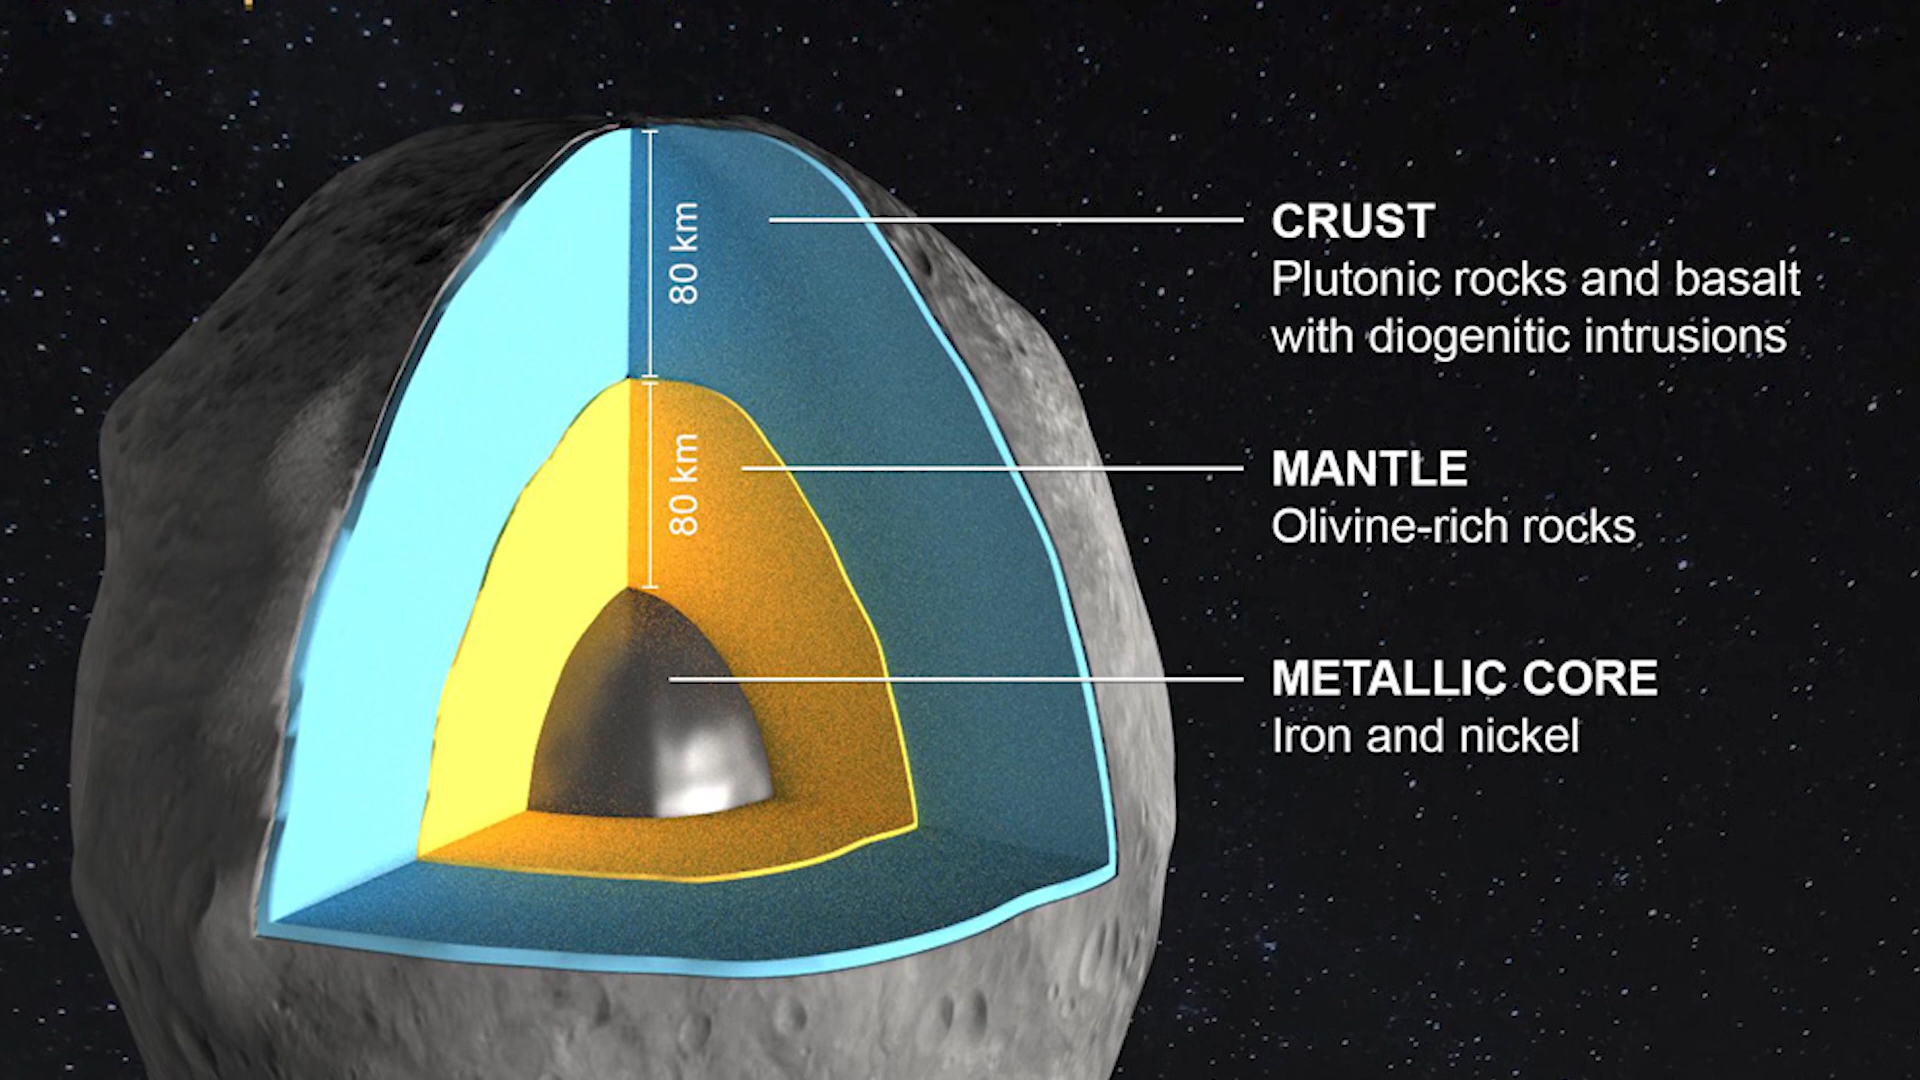 80 km
CRUST
Plutonic rocks and basalt
with diogenitic intrusions
80 km
MANTLE
Olivine-rich rocks
METALLIC CORE
Iron and nickel